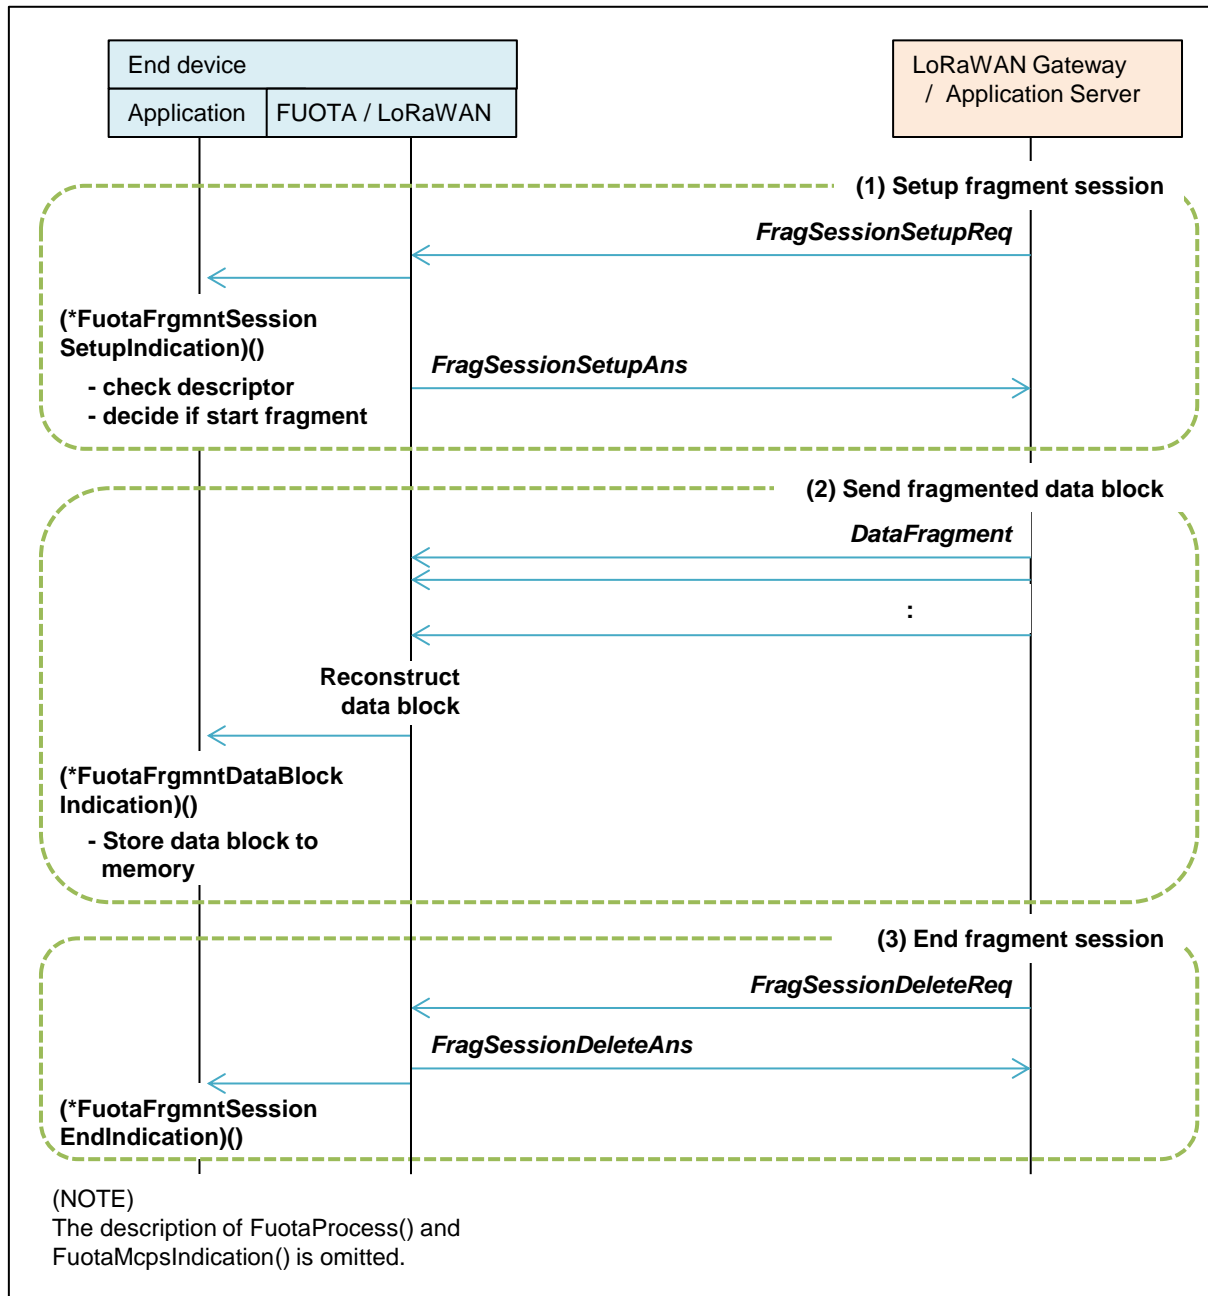 End device
Application
FUOTA / LoRaWAN
LoRaWAN Gateway
/ Application Server
(1) Setup fragment session
FragSessionSetupReq
(*FuotaFrgmntSession
SetupIndication)()
- check descriptor
- decide if start fragment
FragSessionSetupAns
(2) Send fragmented data block
DataFragment
:
Reconstruct
data block
(*FuotaFrgmntDataBlock
Indication)()
- Store data block to
memory
(3) End fragment session
FragSessionDeleteReq
FragSessionDeleteAns
(*FuotaFrgmntSession
EndIndication)()
(NOTE)
The description of FuotaProcess() and
FuotaMcpsIndication() is omitted.